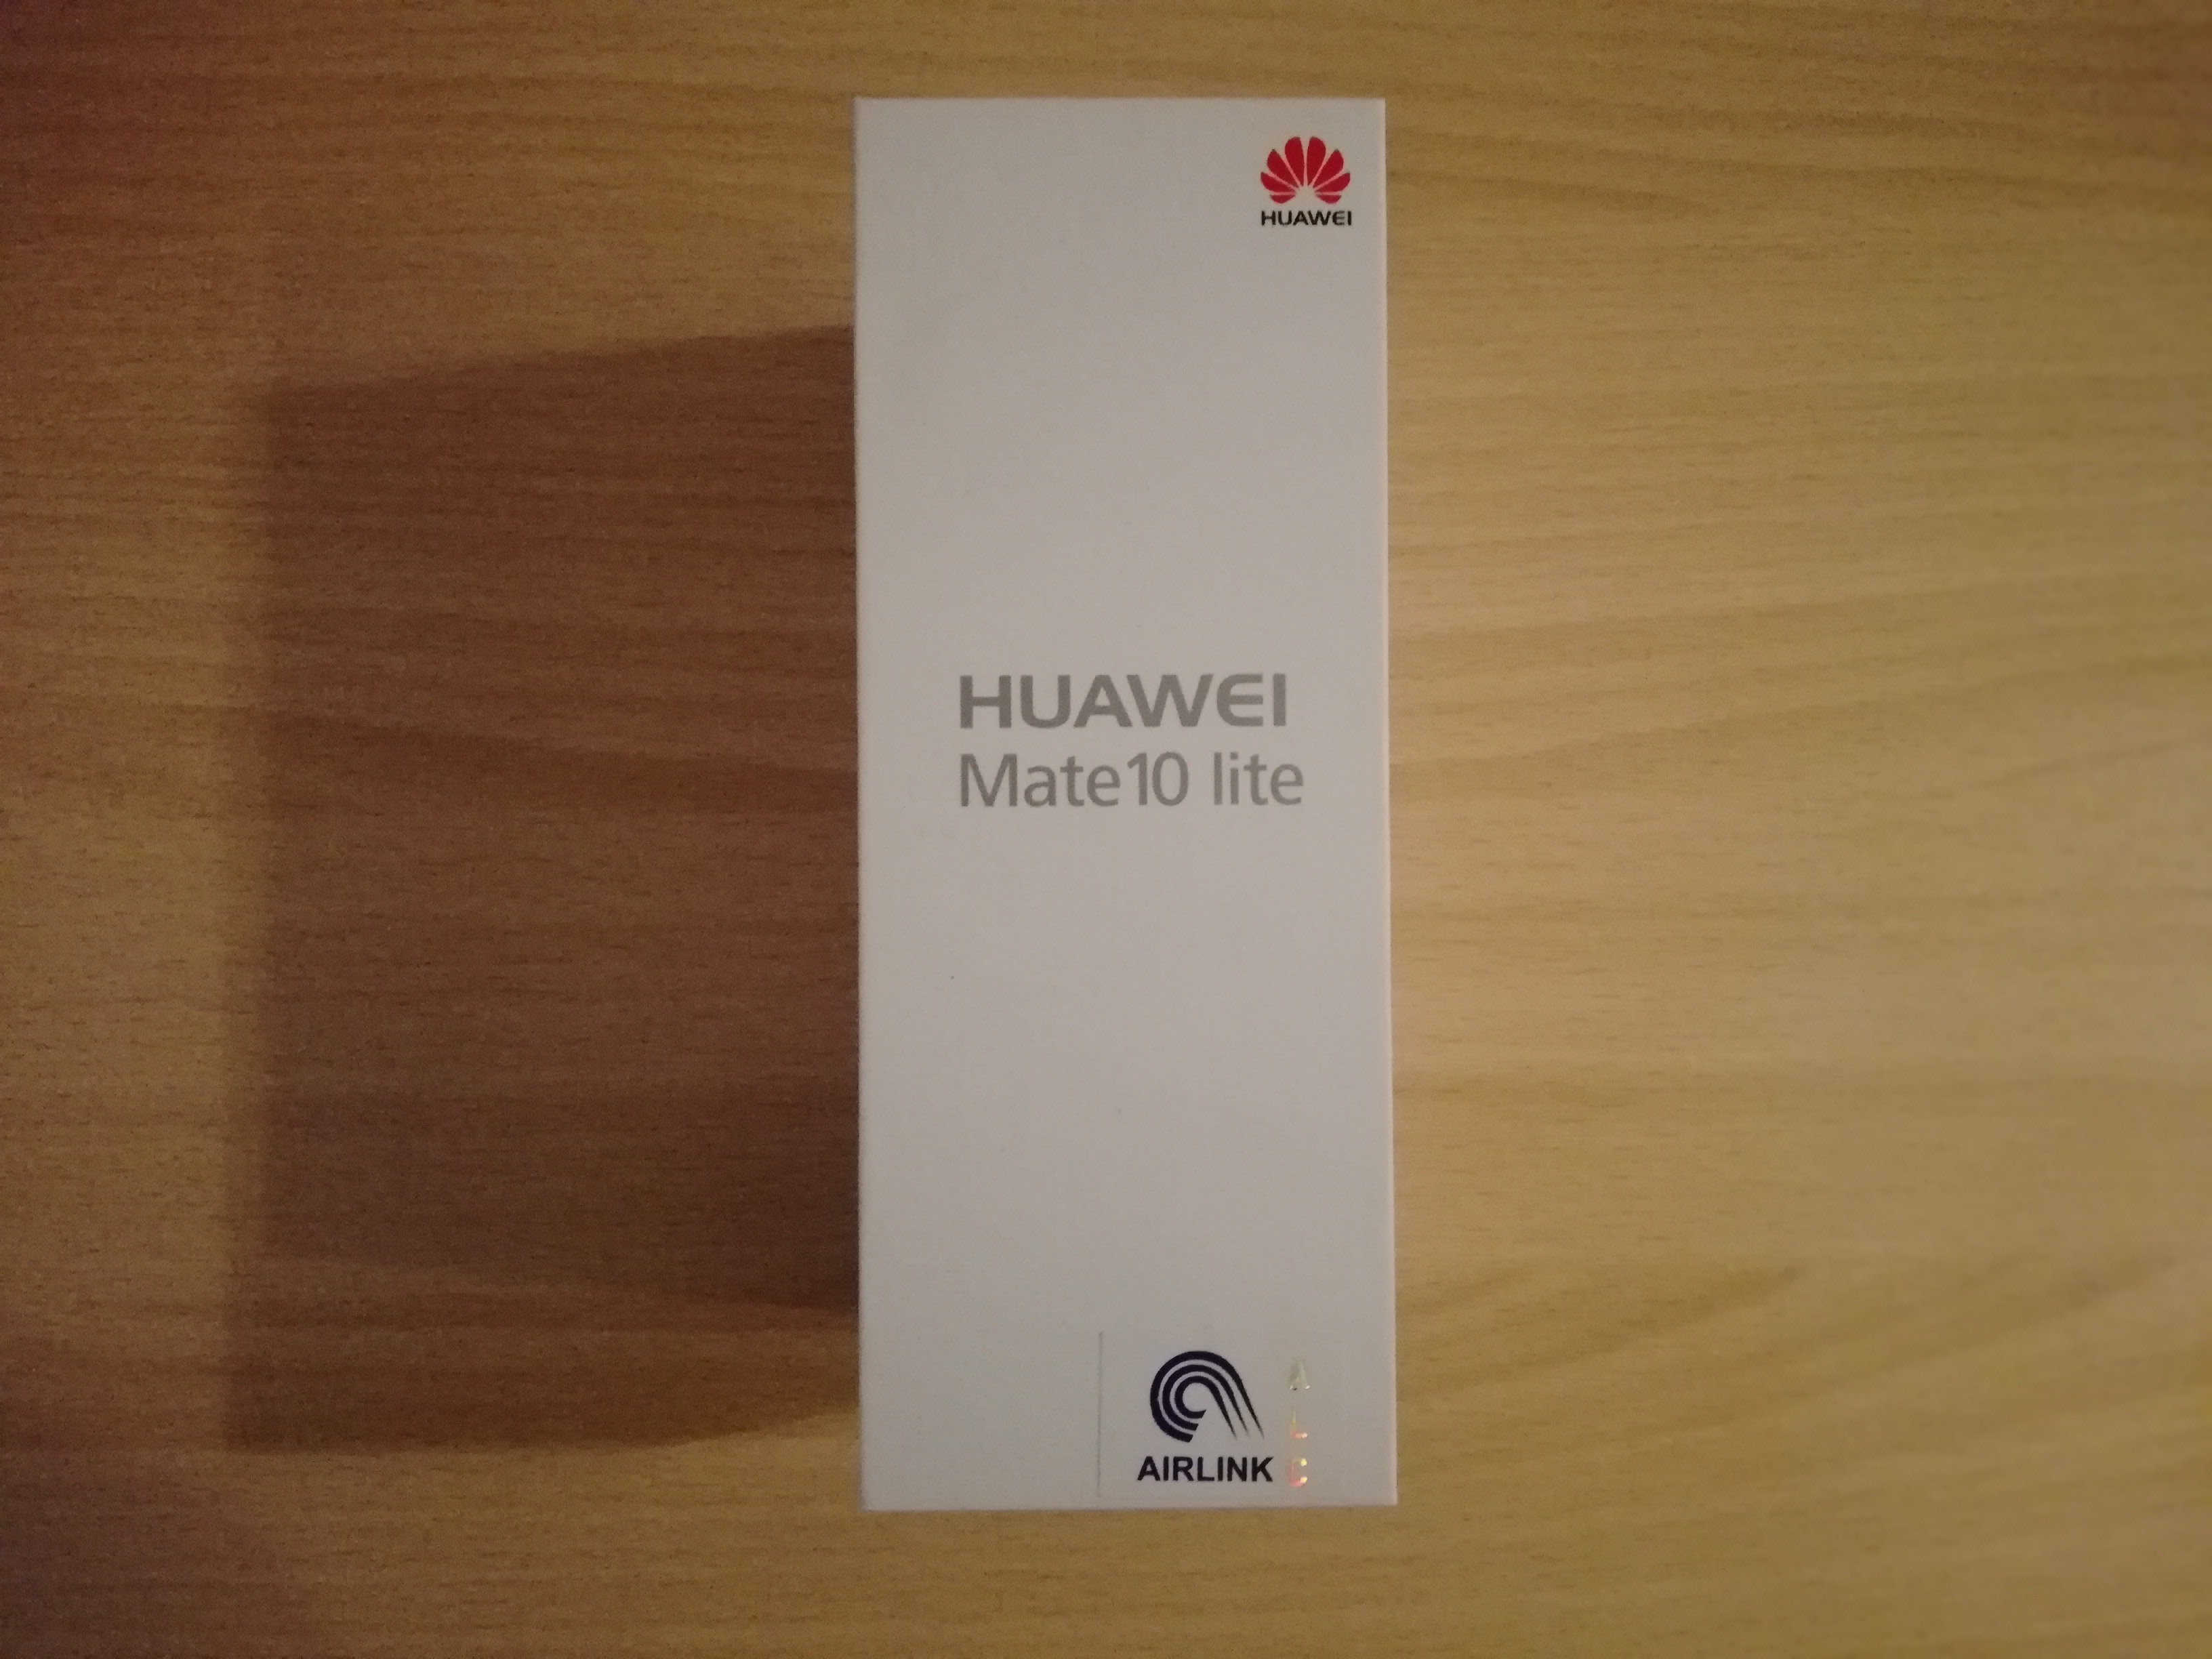 HUAWEI
HUAWEI
Mate10 lite
AIRLINK
A
L
C